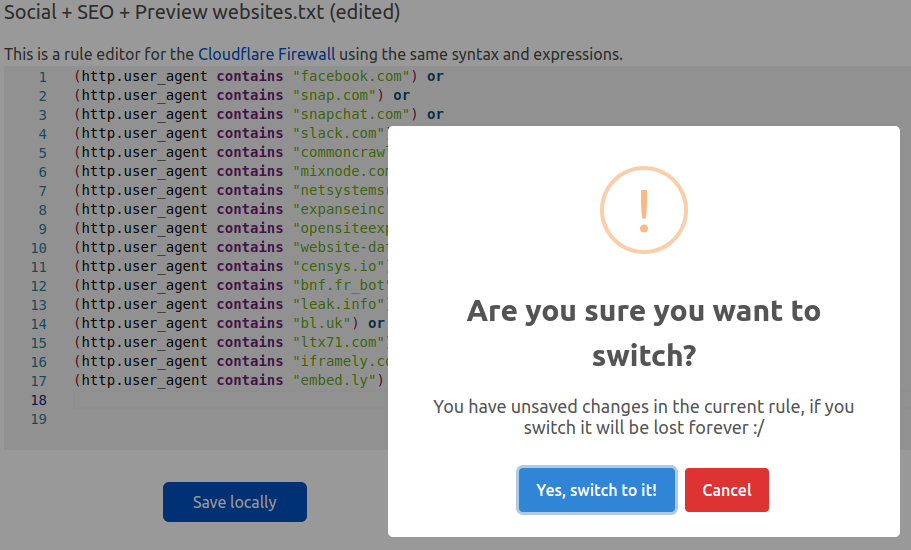 Social + SEO + Preview websites.txt (edited)
This is a rule editor for the Cloudflare Firewall using the same syntax and expressions.
1 (http.user_agent contains "facebook.com") or
2 (http.user_agent contains "snap.com") or
3 (http.user_agent contains "snapchat.com") or
4 (http.user_agent contains "slack.com"
5 (http.user_agent contains "commoncrawl
6 (http.user_agent contains "mixnode.com
7 (http.user_agent contains "netsystemsr
8 (http.user_agent contains "expanseinc
9 (http.user_agent contains "opensiteexp
10 (http.user_agent contains "website-dat
11 (http.user_agent contains "censys.io"
12 (http.user_agent contains "bnf.fr_bot"
13 (http.user_agent contains "leak.info"
14 (http.user_agent contains "bl.uk") or
15 (http.user_agent contains "ltx71.com"
16 (http.user_agent contains "iframely.co
17 (http.user_agent contains "embed.ly")
18
19
Save locally
!
Are you sure you want to
switch?
You have unsaved changes in the current rule, if you
switch it will be lost forever :/
Yes, switch to it!
Cancel